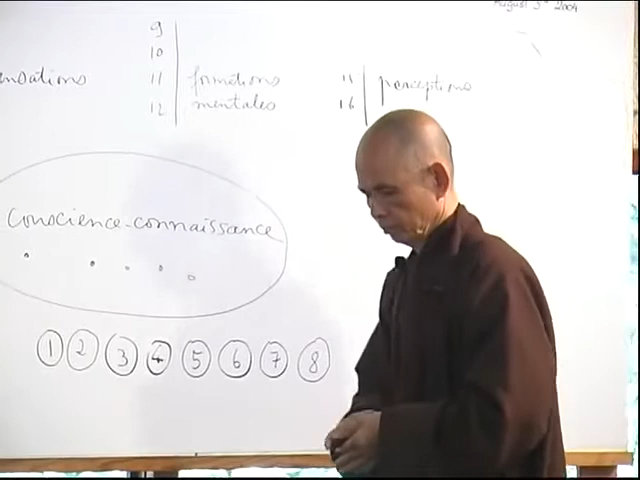 August 3rd 2004
9
10
11 formations
12 mentales
ensations
11 perceptions
16
Conscience-connaissance
1 2 3 4 5 6 7 8